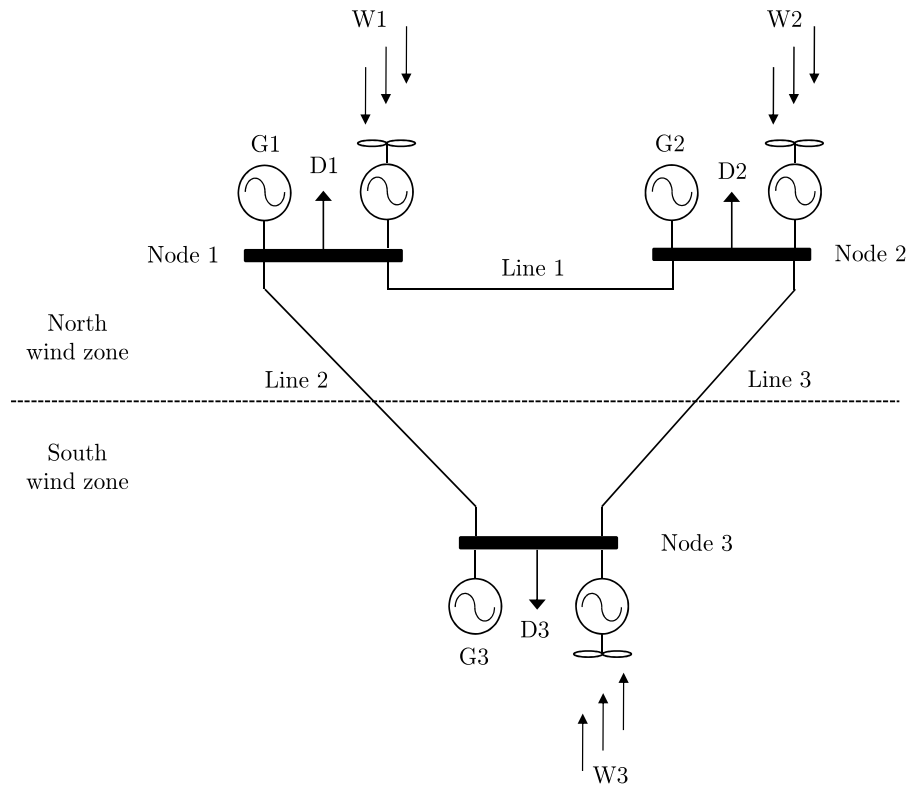 W1
W2
G1
D1
G2
D2
Node 1
Node 2
Line 1
North
wind zone
Line 2
Line 3
South
wind zone
Node 3
G3
D3
W3